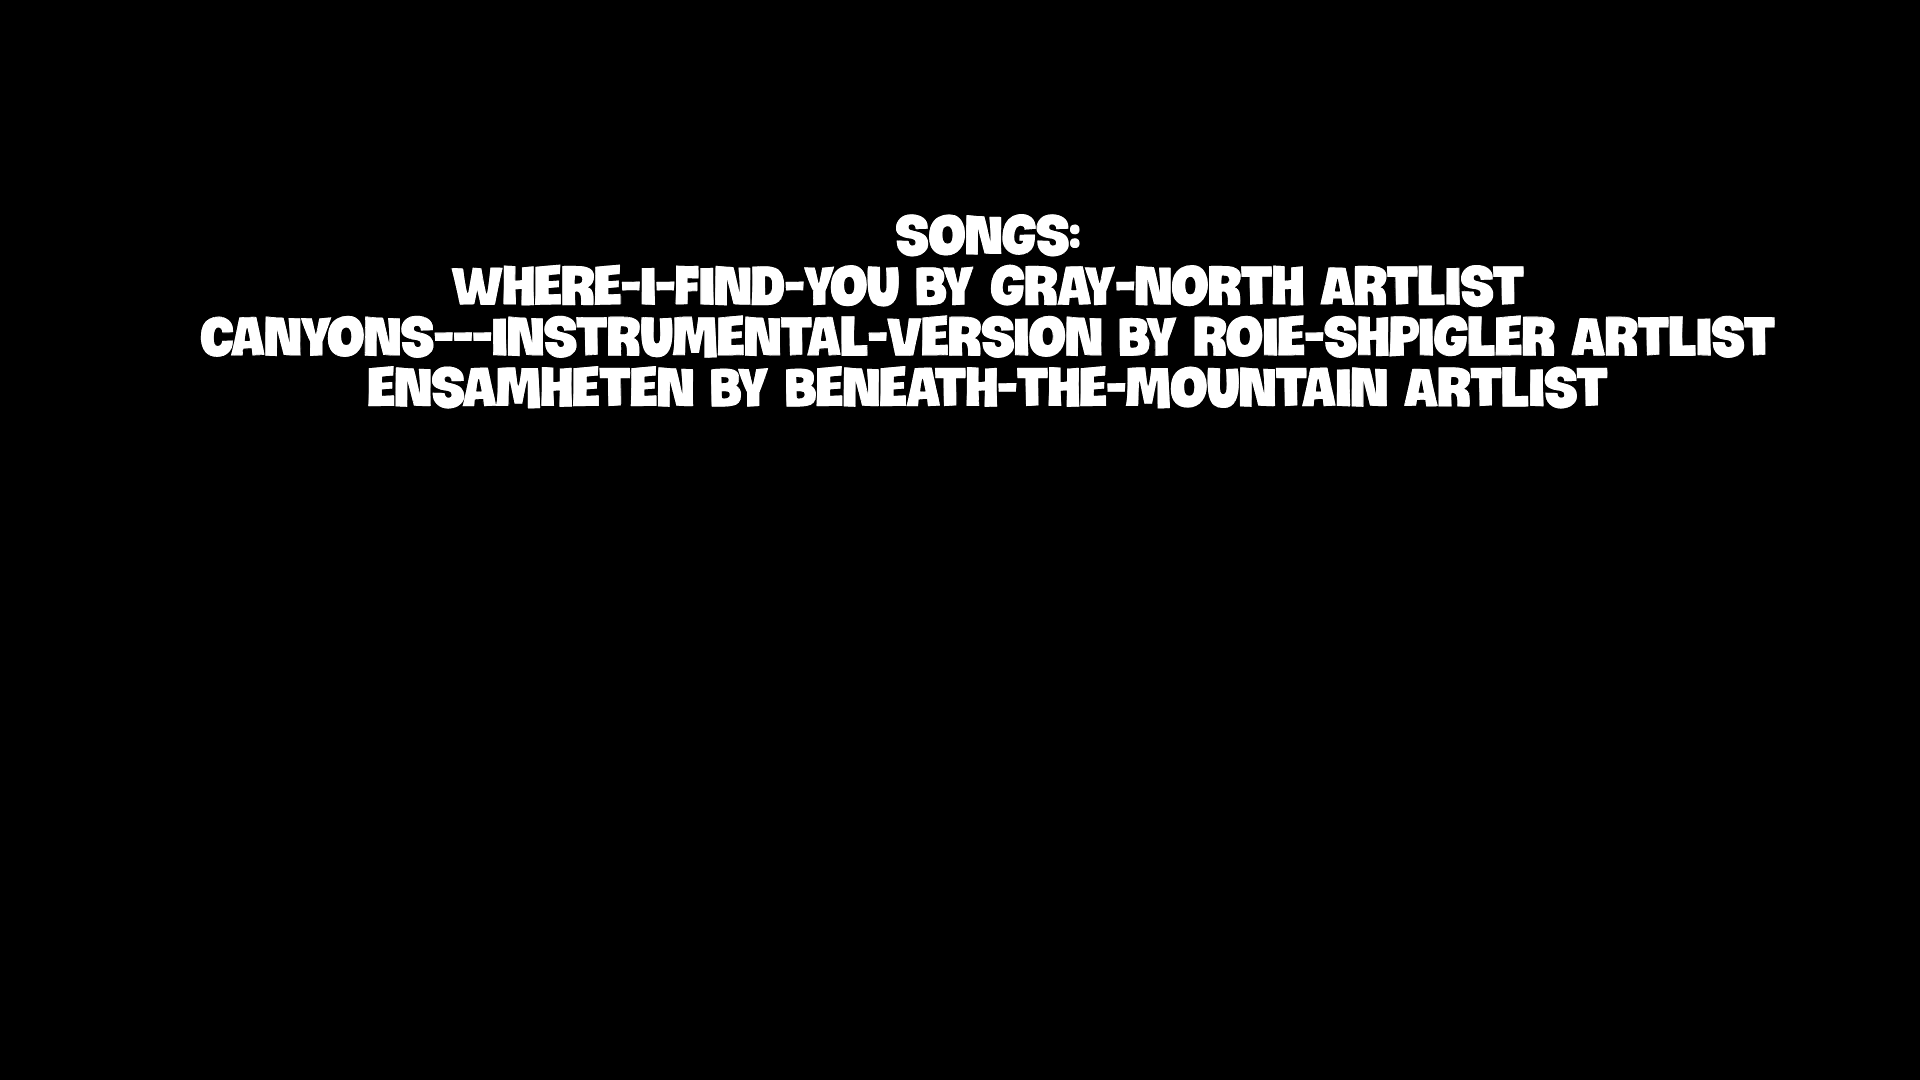 SONGS:
WHERE-I-FIND-YOU BY GRAY-NORTH ARTLIST
CANYONS---INSTRUMENTAL-VERSION BY ROIE-SHPIGLER ARTLIST
ENSAMHETEN BY BENEATH-THE-MOUNTAIN ARTLIST